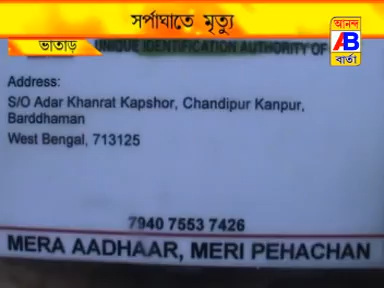 সর্পাঘাতে মৃত্যু
ভাতাড়
আনন্দ
AB
বার্তা
UNIQUE IDENTIFICATION AUTHORITY OF
Address:
S/O Adar Khanrat Kapshor, Chandipur Kanpur,
Barddhaman
West Bengal, 713125
7940 7553 7426
MERA AADHAAR, MERI PEHACHAN